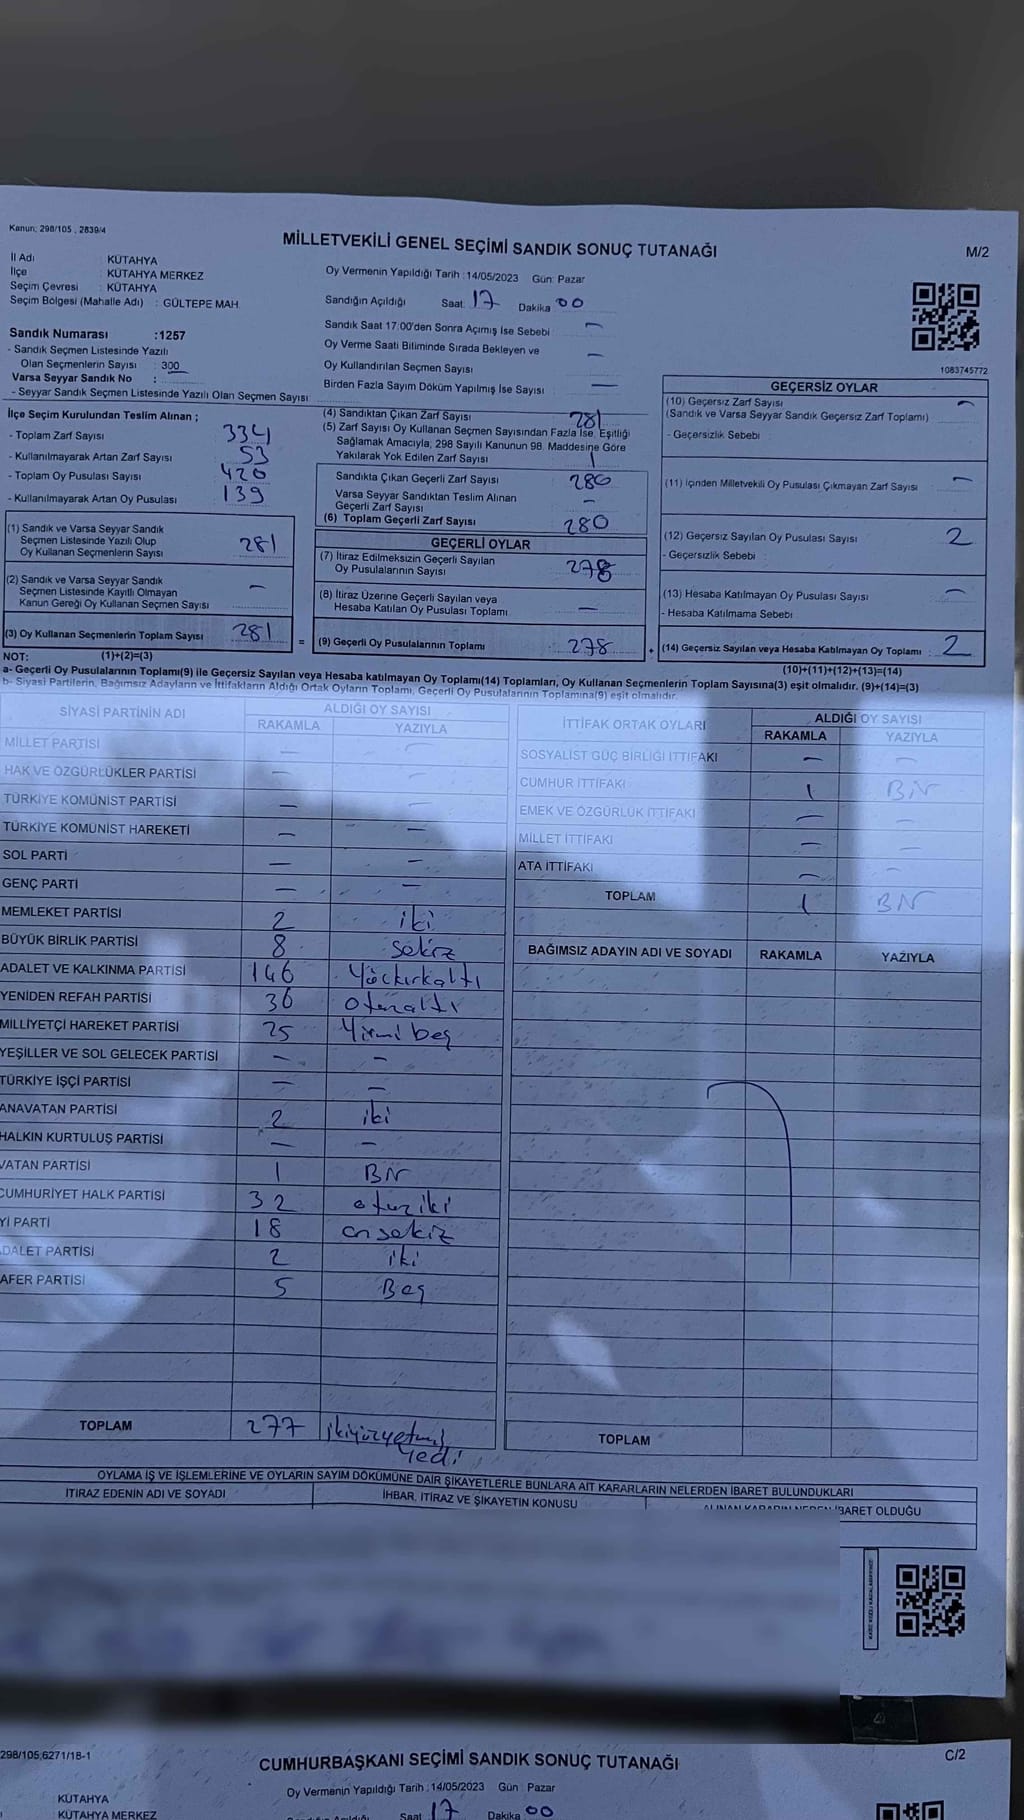 Kanun; 298/105 , 2839/4
MİLLETVEKİLİ GENEL SEÇİMİ SANDIK SONUÇ TUTANAĞI
M/2
İl Adı : KÜTAHYA
İlçe : KÜTAHYA MERKEZ
Seçim Çevresi : KÜTAHYA
Seçim Bölgesi (Mahalle Adı) : GÜLTEPE MAH.
Sandık Numarası :1257
- Sandık Seçmen Listesinde Yazılı
Olan Seçmenlerin Sayısı : 300
Varsa Seyyar Sandık No :
- Seyyar Sandık Seçmen Listesinde Yazılı Olan Seçmen Sayısı
Oy Vermenin Yapıldığı Tarih : 14/05/2023 Gün: Pazar
Sandığın Açıldığı Saat: 17 Dakika 00
Sandık Saat 17:00'den Sonra Açımış İse Sebebi —
Oy Verme Saati Bitiminde Sırada Bekleyen ve
Oy Kullandırılan Seçmen Sayısı —
Birden Fazla Sayım Döküm Yapılmış İse Sayısı —
1083745772
İlçe Seçim Kurulundan Teslim Alınan ;
- Toplam Zarf Sayısı 334
- Kullanılmayarak Artan Zarf Sayısı 53
- Toplam Oy Pusulası Sayısı 420
- Kullanılmayarak Artan Oy Pusulası 139
(1) Sandık ve Varsa Seyyar Sandık
Seçmen Listesinde Yazılı Olup
Oy Kullanan Seçmenlerin Sayısı 281
(2) Sandık ve Varsa Seyyar Sandık
Seçmen Listesinde Kayıtlı Olmayan
Kanun Gereği Oy Kullanan Seçmen Sayısı —
(3) Oy Kullanan Seçmenlerin Toplam Sayısı 281 =
(4) Sandıktan Çıkan Zarf Sayısı 281
(5) Zarf Sayısı Oy Kullanan Seçmen Sayısından Fazla İse, Eşitliği
Sağlamak Amacıyla; 298 Sayılı Kanunun 98. Maddesine Göre
Yakılarak Yok Edilen Zarf Sayısı 1
Sandıkta Çıkan Geçerli Zarf Sayısı 280
Varsa Seyyar Sandıktan Teslim Alınan
Geçerli Zarf Sayısı —
(6) Toplam Geçerli Zarf Sayısı 280
GEÇERLİ OYLAR
(7) İtiraz Edilmeksizin Geçerli Sayılan
Oy Pusulalarının Sayısı 278
(8) İtiraz Üzerine Geçerli Sayılan veya
Hesaba Katılan Oy Pusulası Toplamı —
(9) Geçerli Oy Pusulalarının Toplamı 278 +
GEÇERSİZ OYLAR
(10) Geçersiz Zarf Sayısı —
(Sandık ve Varsa Seyyar Sandık Geçersiz Zarf Toplamı)
- Geçersizlik Sebebi
(11) İçinden Milletvekili Oy Pusulası Çıkmayan Zarf Sayısı —
(12) Geçersiz Sayılan Oy Pusulası Sayısı 2
- Geçersizlik Sebebi :
(13) Hesaba Katılmayan Oy Pusulası Sayısı —
- Hesaba Katılmama Sebebi
(14) Geçersiz Sayılan veya Hesaba Katılmayan Oy Toplamı : 2
NOT: (1)+(2)=(3)
(10)+(11)+(12)+(13)=(14)
a- Geçerli Oy Pusulalarının Toplamı(9) ile Geçersiz Sayılan veya Hesaba katılmayan Oy Toplamı(14) Toplamları, Oy Kullanan Seçmenlerin Toplam Sayısına(3) eşit olmalıdır. (9)+(14)=(3)
b- Siyasi Partilerin, Bağımsız Adayların ve İttifakların Aldığı Ortak Oyların Toplamı, Geçerli Oy Pusulalarının Toplamına(9) eşit olmalıdır.
SİYASİ PARTİNİN ADI ALDIĞI OY SAYISI
RAKAMLA YAZIYLA
MİLLET PARTİSİ — —
HAK VE ÖZGÜRLÜKLER PARTİSİ — —
TÜRKİYE KOMÜNİST PARTİSİ — —
TÜRKİYE KOMÜNİST HAREKETİ — —
SOL PARTİ — —
GENÇ PARTİ — —
MEMLEKET PARTİSİ 2 iki
BÜYÜK BİRLİK PARTİSİ 8 sekiz
ADALET VE KALKINMA PARTİSİ 146 Yüzkırkaltı
YENİDEN REFAH PARTİSİ 36 otuzaltı
MİLLİYETÇİ HAREKET PARTİSİ 25 Yirmi beş
YEŞİLLER VE SOL GELECEK PARTİSİ — —
TÜRKİYE İŞÇİ PARTİSİ — —
ANAVATAN PARTİSİ 2 iki
HALKIN KURTULUŞ PARTİSİ — —
VATAN PARTİSİ 1 BİR
CUMHURİYET HALK PARTİSİ 32 otuziki
Yİ PARTİ 18 onsekiz
DALET PARTİSİ 2 iki
AFER PARTİSİ 5 Beş
TOPLAM 277 ikiyüzyetmiş
yedi
İTTİFAK ORTAK OYLARI ALDIĞI OY SAYISI
RAKAMLA YAZIYLA
SOSYALİST GÜÇ BİRLİĞİ İTTİFAKI — —
CUMHUR İTTİFAKI 1 BİR
EMEK VE ÖZGÜRLÜK İTTİFAKI — —
MİLLET İTTİFAKI — —
ATA İTTİFAKI —
TOPLAM 1 BİR
BAĞIMSIZ ADAYIN ADI VE SOYADI RAKAMLA YAZIYLA
TOPLAM
OYLAMA İŞ VE İŞLEMLERİNE VE OYLARIN SAYIM DÖKÜMÜNE DAİR ŞİKAYETLERLE BUNLARA AİT KARARLARIN NELERDEN İBARET BULUNDUKLARI
İTİRAZ EDENİN ADI VE SOYADI İHBAR, İTİRAZ VE ŞİKAYETİN KONUSU ALINAN KARARIN NEDEN İBARET OLDUĞU
298/105,6271/18-1
CUMHURBAŞKANI SEÇİMİ SANDIK SONUÇ TUTANAĞI
C/2
Oy Vermenin Yapıldığı Tarih : 14/05/2023 Gün : Pazar
KÜTAHYA
KÜTAHYA MERKEZ
Sandığın Açıldığı Saat 17 Dakika 00